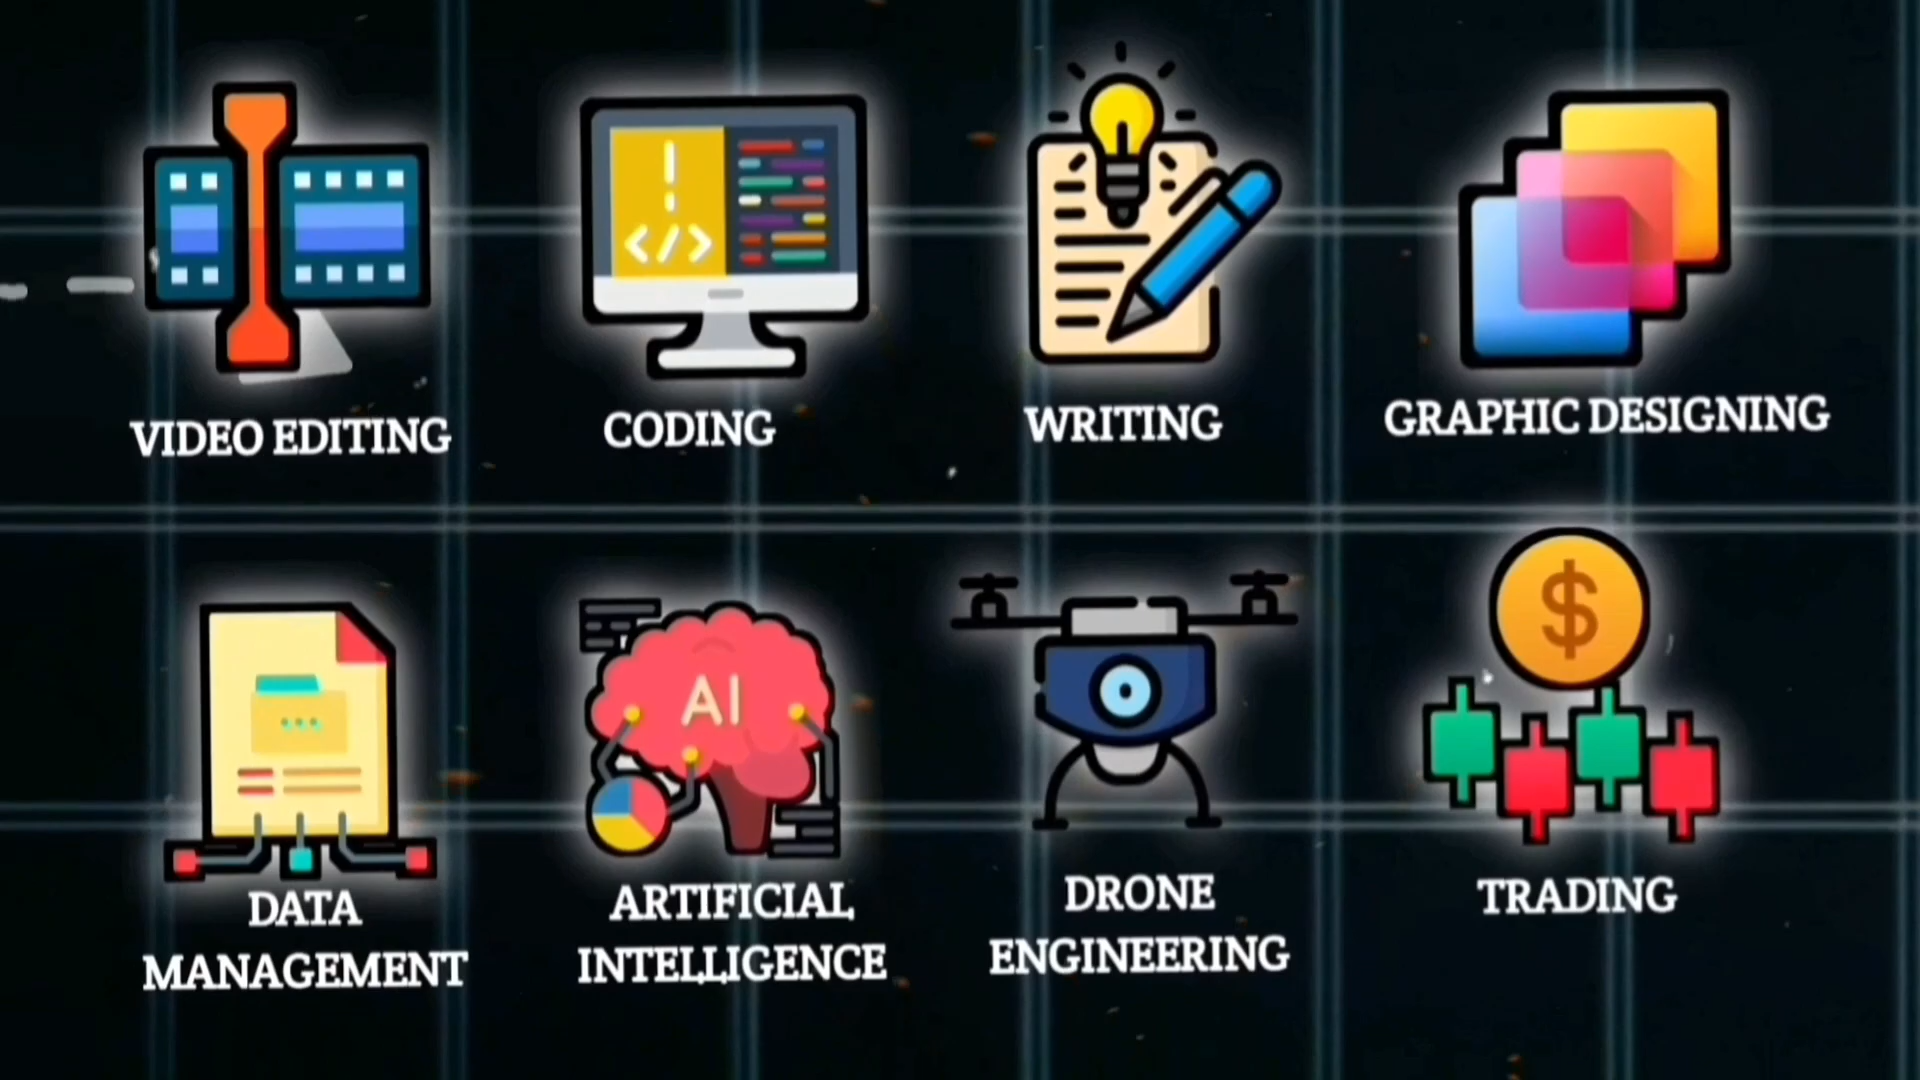 VIDEO EDITING
CODING
WRITING
GRAPHIC DESIGNING
</>
$
AI
DATA
MANAGEMENT
ARTIFICIAL
INTELLIGENCE
DRONE
ENGINEERING
TRADING